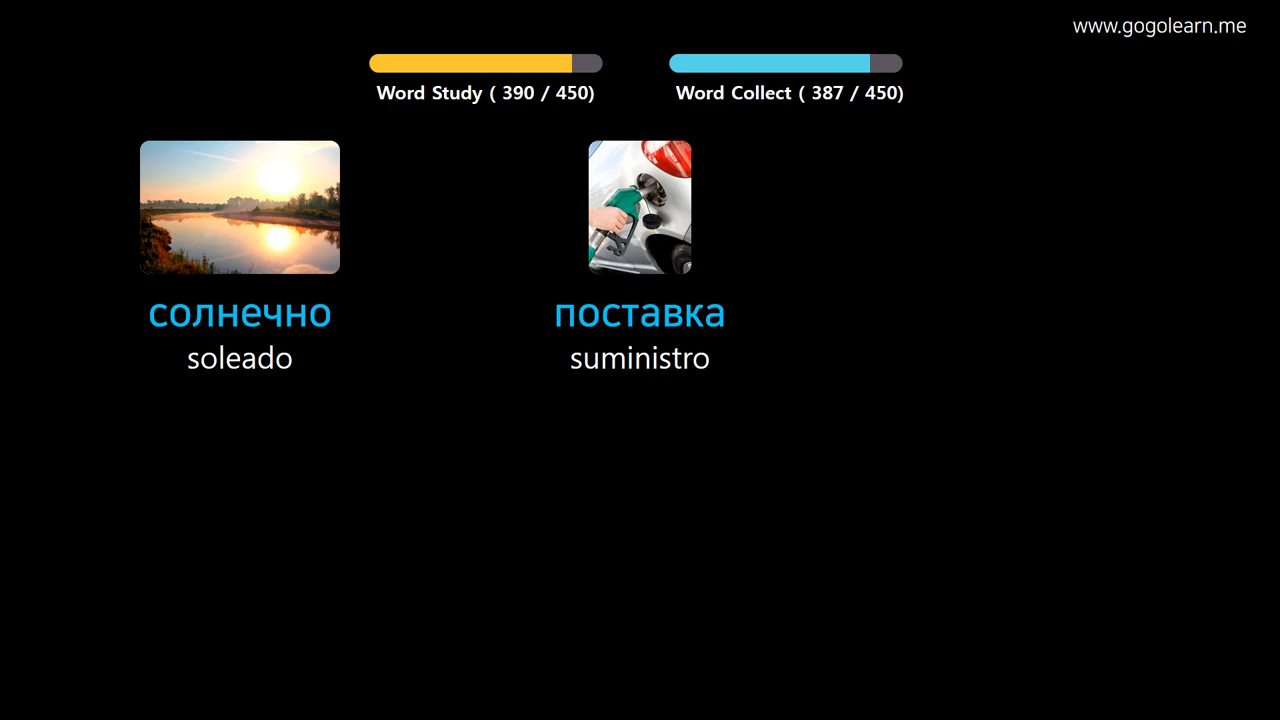 www.gogolearn.me
Word Study ( 390 / 450)
Word Collect ( 387 / 450)
солнечно
soleado
поставка
suministro